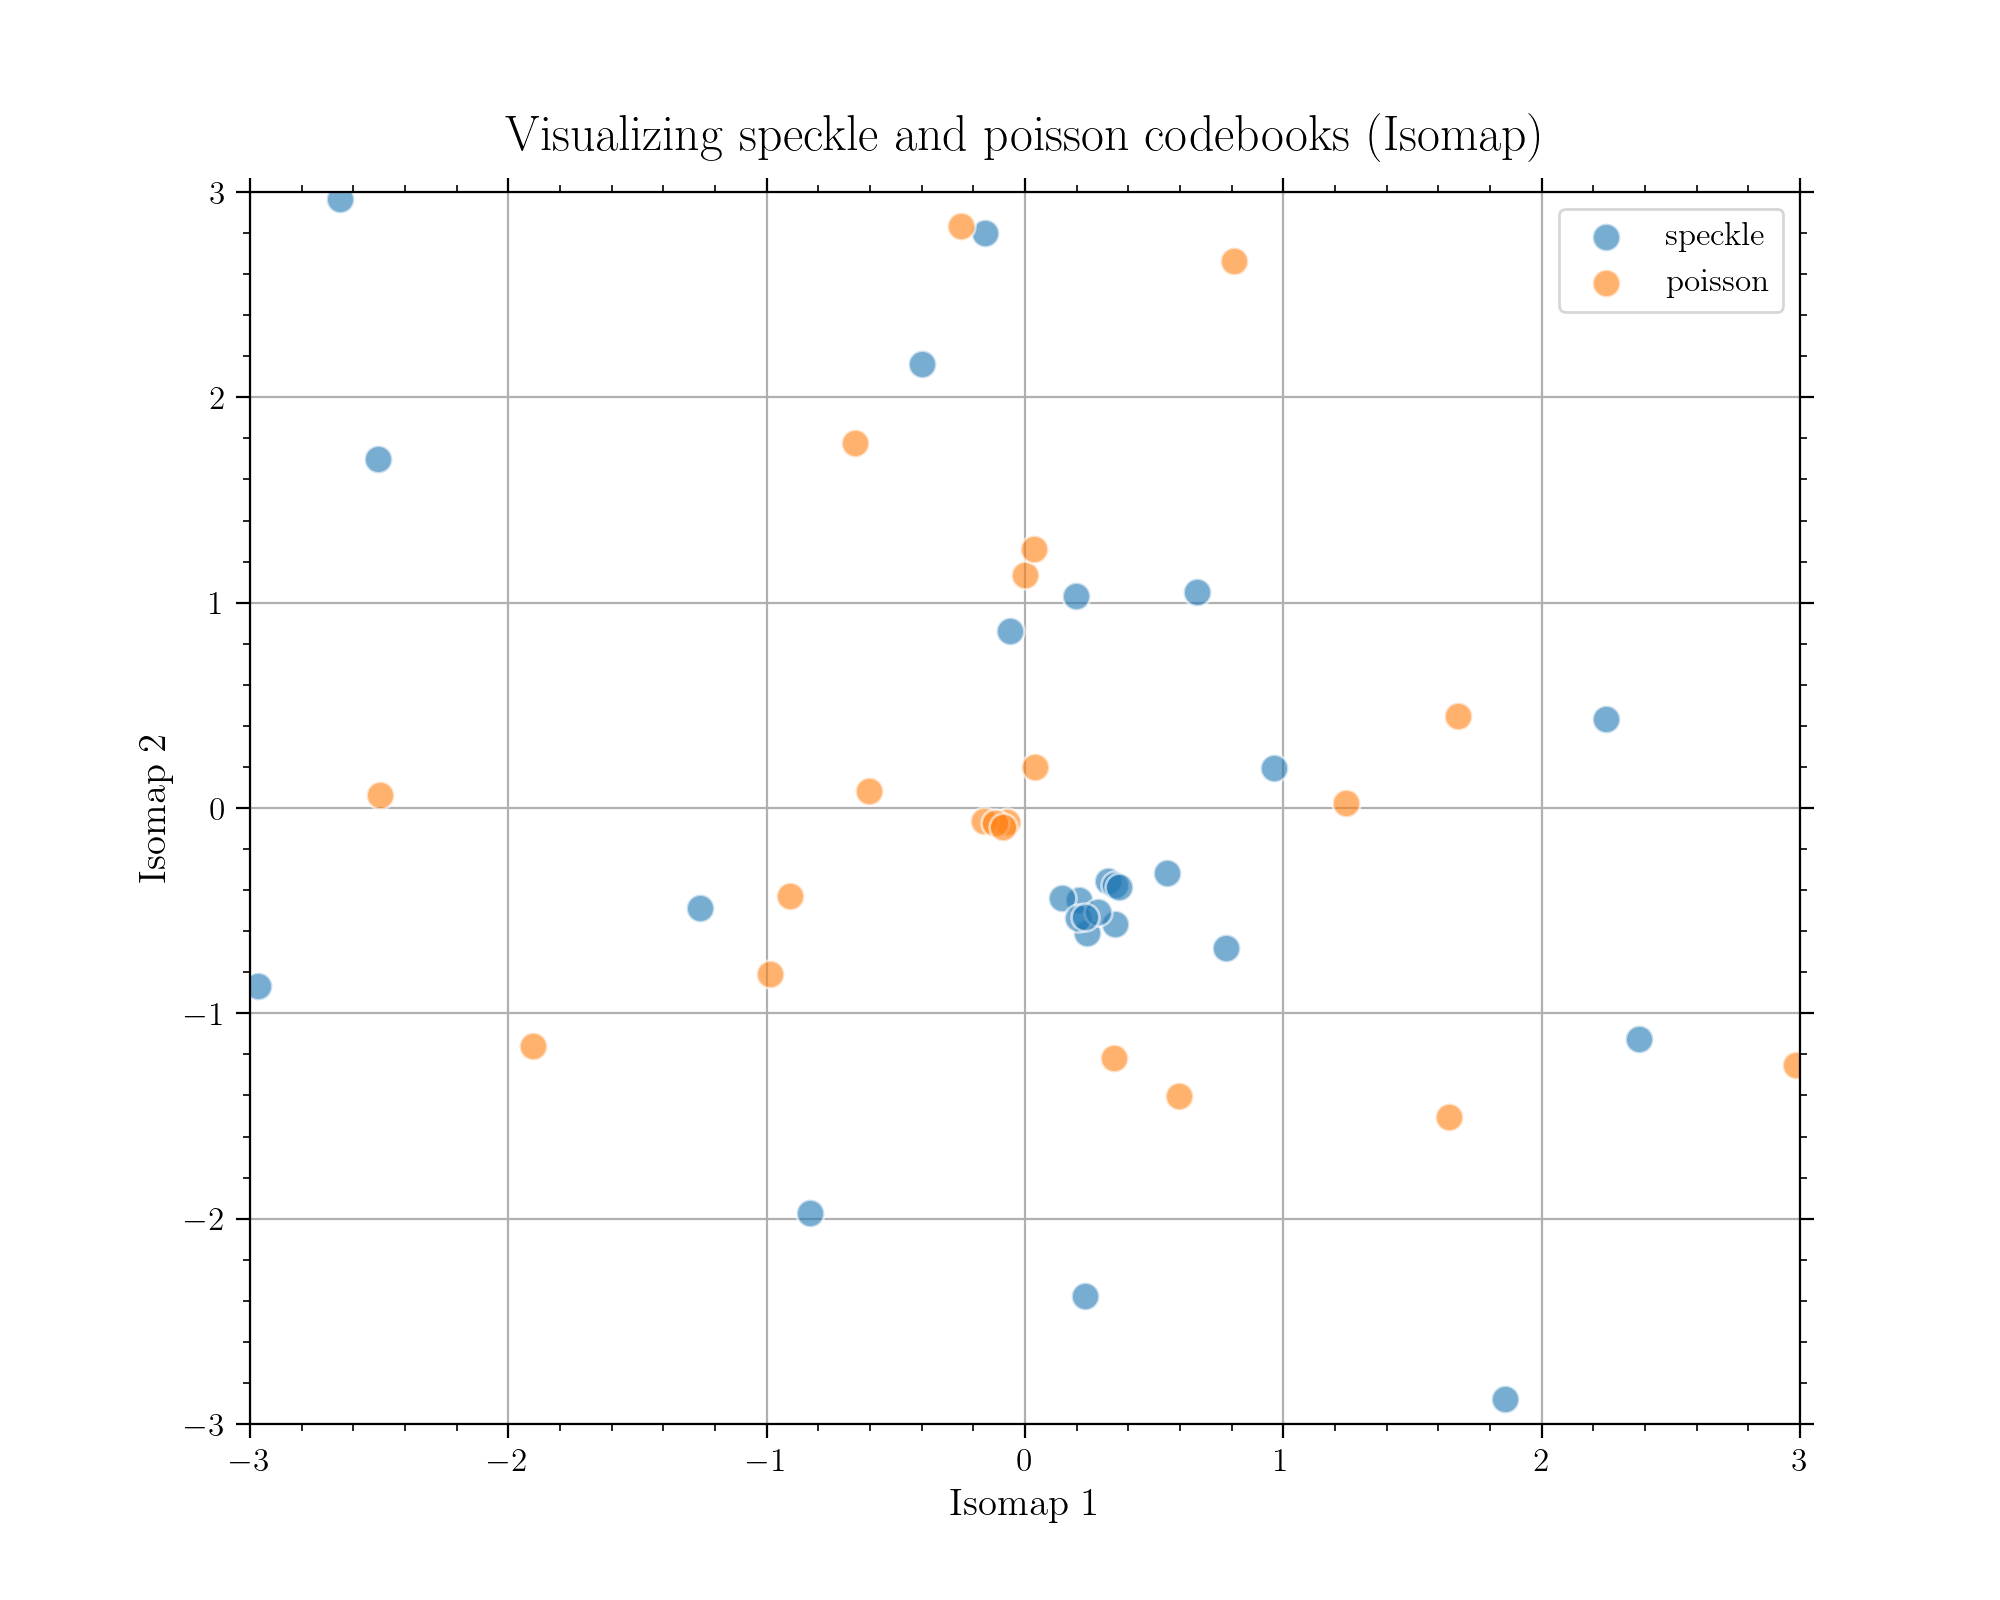 Visualizing speckle and poisson codebooks (Isomap)
speckle
poisson
3
2
1
0
−1
−2
−3
Isomap 2
−3
−2
−1
0
1
2
3
Isomap 1